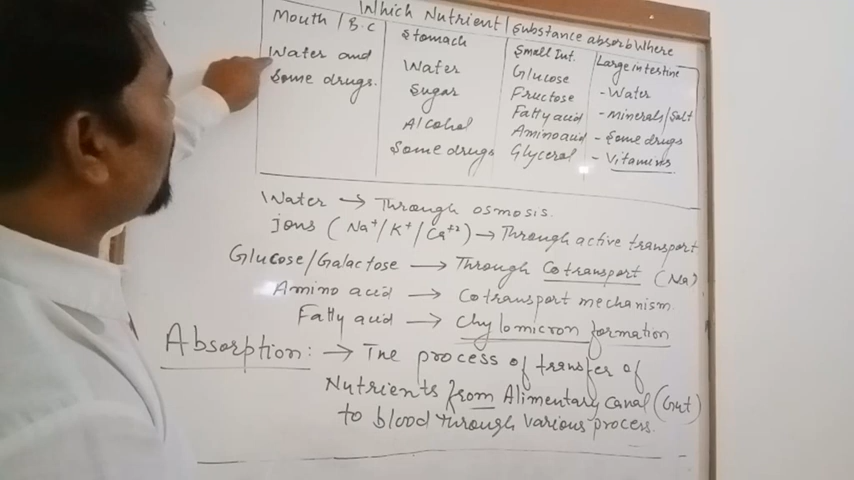 Which Nutrient / Substance absorb Where
Mouth / B.C
Water and
Some drugs.
Stomach
Water
Sugar
Alcohol
Some drugs
Small Int.
Glucose
Fructose
Fatty acid
Amino acid
Glycerol
Large intestine
- Water
- Minerals/Salt
- Some drugs
- Vitamins
Water → Through osmosis.
ions (Na⁺/K⁺/Ca⁺²) → Through active transport
Glucose/Galactose → Through Cotransport (Na)
Amino acid → Cotransport mechanism.
Fatty acid → Chylomicron formation
Absorption: → The process of transfer of
Nutrients from Alimentary canal (Gut)
to blood through various process.